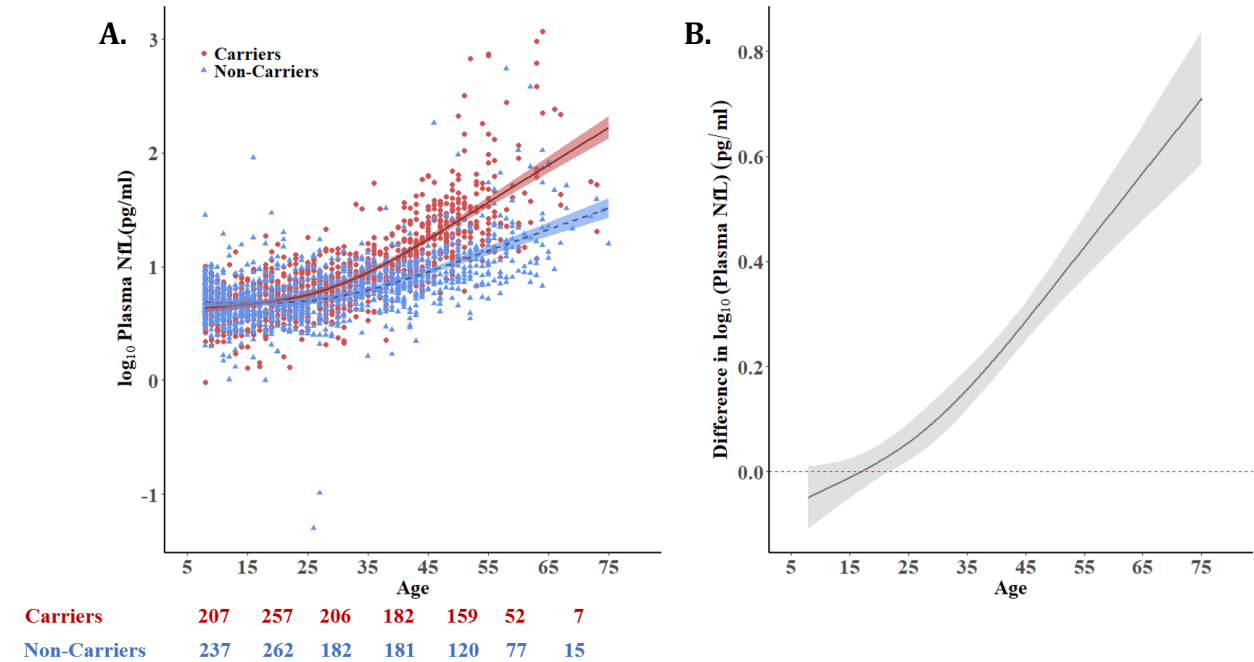 A.
log₁₀ Plasma NfL(pg/ml)
3
2
1
0
-1
Carriers
Non-Carriers
5 15 25 35 45 55 65 75
Age
Carriers 207 257 206 182 159 52 7
Non-Carriers 237 262 182 181 120 77 15
B.
Difference in log₁₀ (Plasma NfL) (pg/ml)
0.8
0.6
0.4
0.2
0.0
5 15 25 35 45 55 65 75
Age